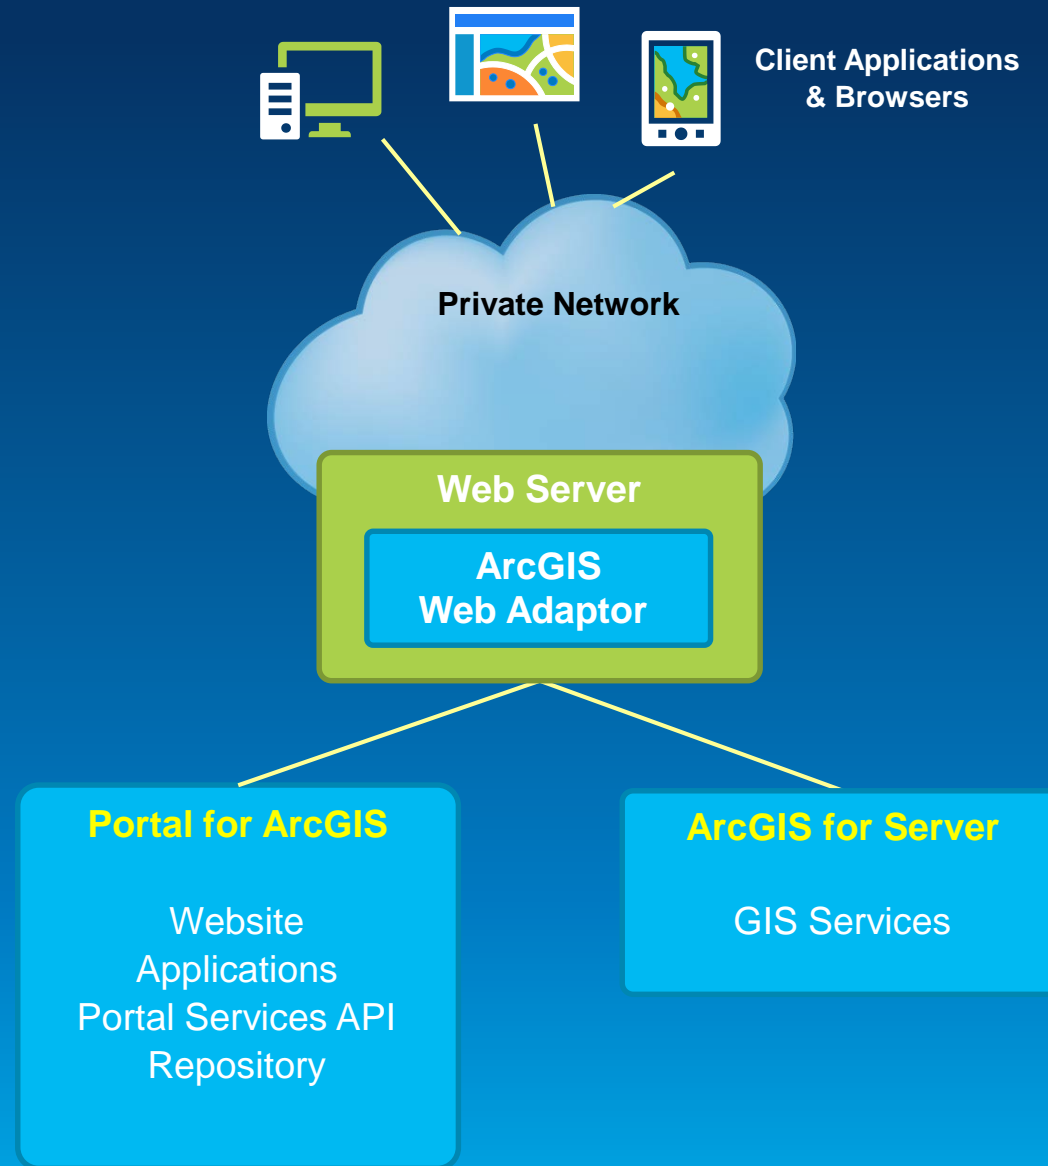 Client Applications
& Browsers
Private Network
Web Server
ArcGIS
Web Adaptor
Portal for ArcGIS
Website
Applications
Portal Services API
Repository
ArcGIS for Server
GIS Services